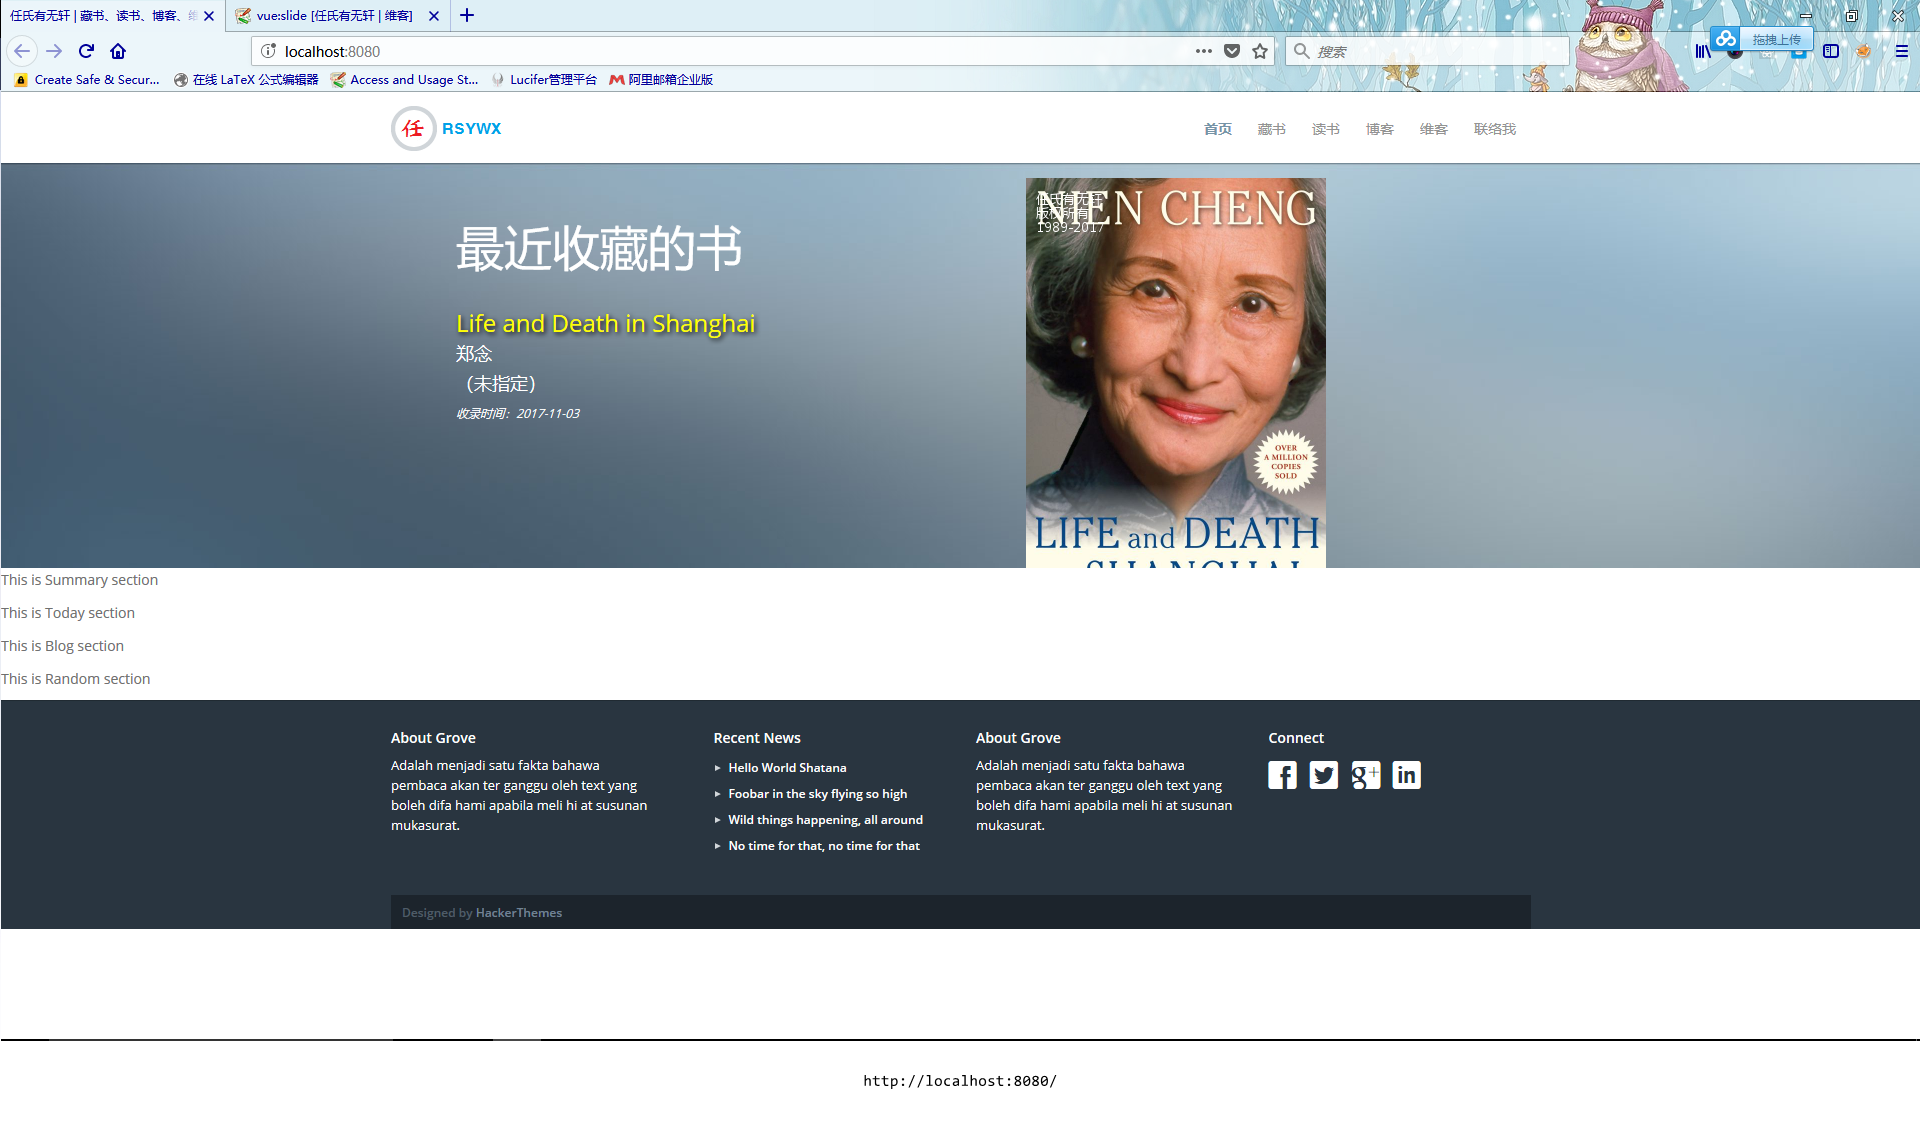 任氏有无轩 | 藏书、读书、博客、维
vue:slide [任氏有无轩 | 维客]
localhost:8080
搜索
拖拽上传
Create Safe & Secur...
在线 LaTeX 公式编辑器
Access and Usage St...
Lucifer管理平台
阿里邮箱企业版
任 RSYWX
首页
藏书
读书
博客
维客
联络我
最近收藏的书
Life and Death in Shanghai
郑念
（未指定）
收录时间：2017-11-03
NIEN CHENG
任氏有无轩
版权所有
1989-2017
OVER
A MILLION
COPIES
SOLD
LIFE and DEATH
SHANGHAI
This is Summary section
This is Today section
This is Blog section
This is Random section
About Grove
Adalah menjadi satu fakta bahawa
pembaca akan ter ganggu oleh text yang
boleh difa hami apabila meli hi at susunan
mukasurat.
Recent News
Hello World Shatana
Foobar in the sky flying so high
Wild things happening, all around
No time for that, no time for that
About Grove
Adalah menjadi satu fakta bahawa
pembaca akan ter ganggu oleh text yang
boleh difa hami apabila meli hi at susunan
mukasurat.
Connect
f
g+
in
Designed by HackerThemes
http://localhost:8080/